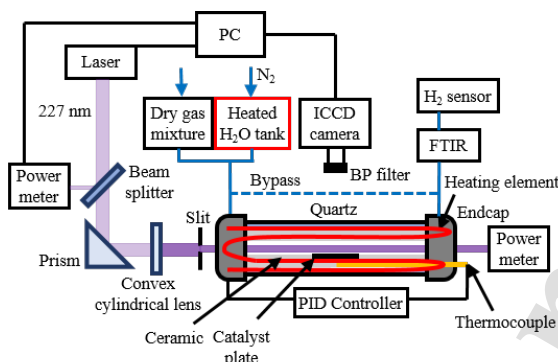 PC
Laser
N₂
227 nm
Dry gas
mixture
Heated
H₂O tank
ICCD
camera
H₂ sensor
FTIR
Power
meter
Beam
splitter
BP filter
Bypass
Heating element
Slit
Quartz
Endcap
Prism
Power
meter
Convex
cylindrical lens
PID Controller
Thermocouple
Ceramic
Catalyst
plate